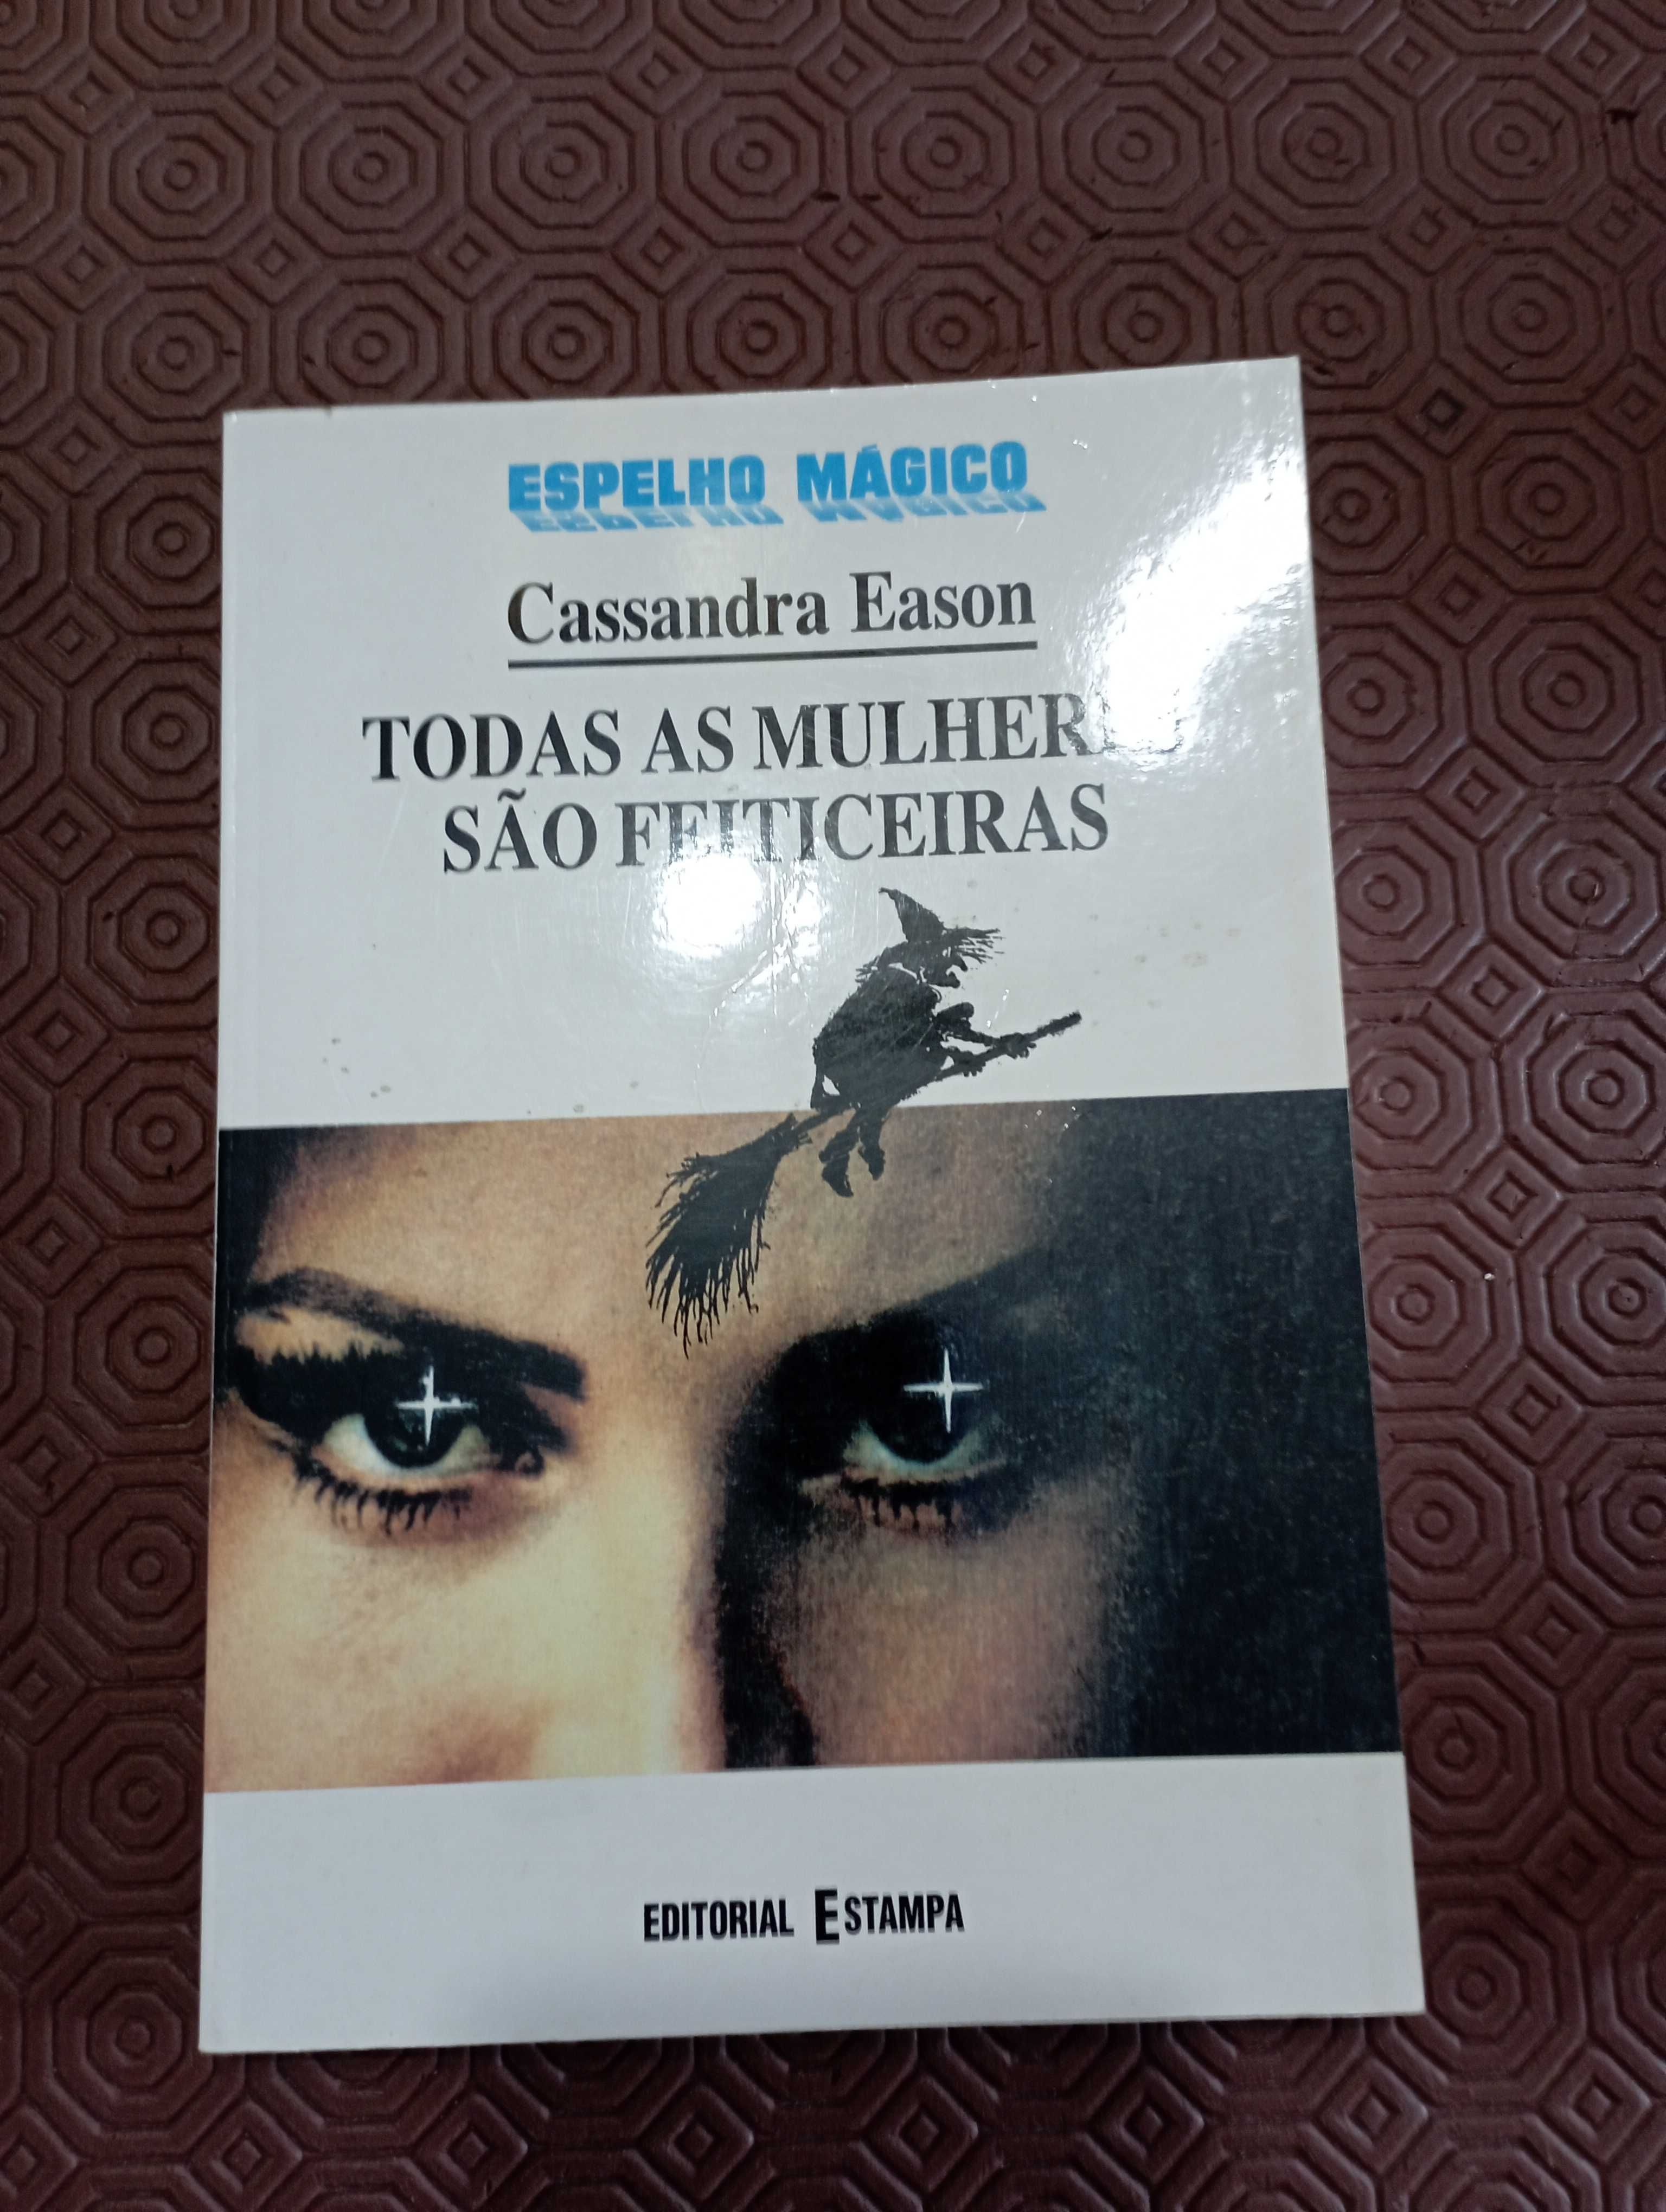 ESPELHO MÁGICO
Cassandra Eason
TODAS AS MULHERES
SÃO FEITICEIRAS
EDITORIAL ESTAMPA